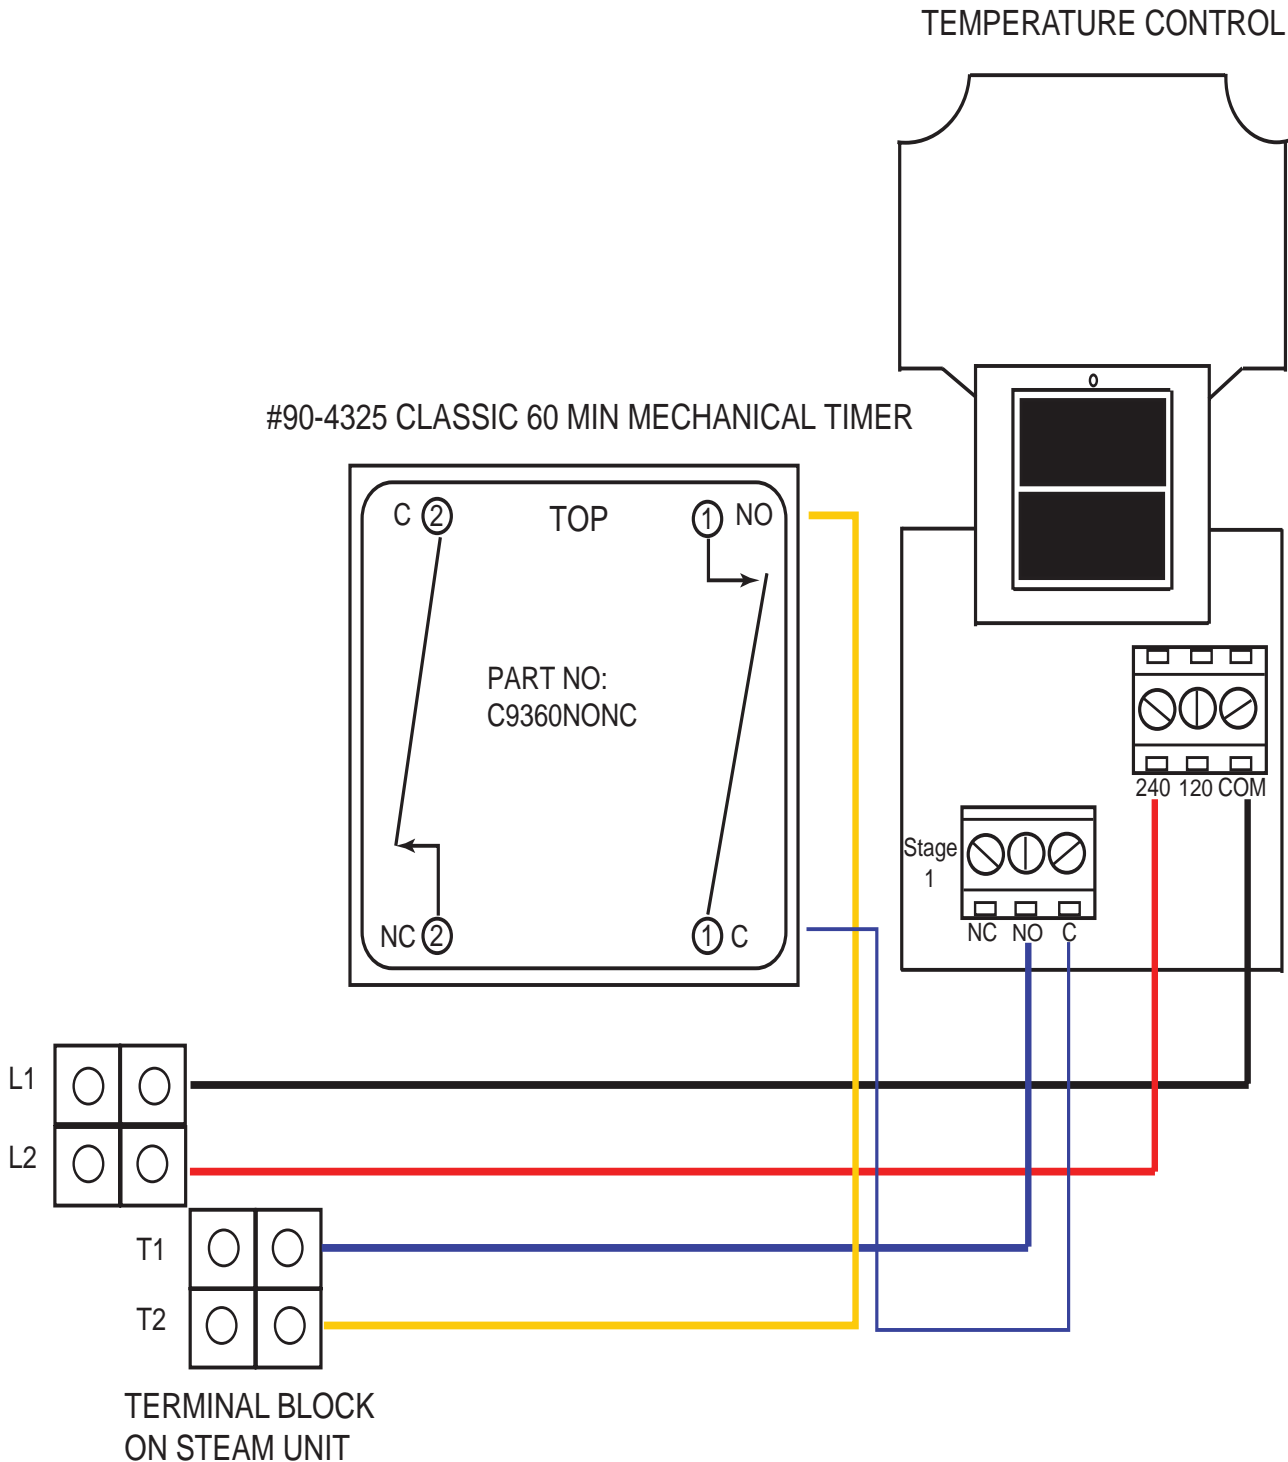 TEMPERATURE CONTROL
#90-4325 CLASSIC 60 MIN MECHANICAL TIMER
C 2 TOP 1 NO
PART NO:
C9360NONC
240 120 COM
Stage
1
NC NO C
NC 2 1 C
L1
L2
T1
T2
TERMINAL BLOCK
ON STEAM UNIT